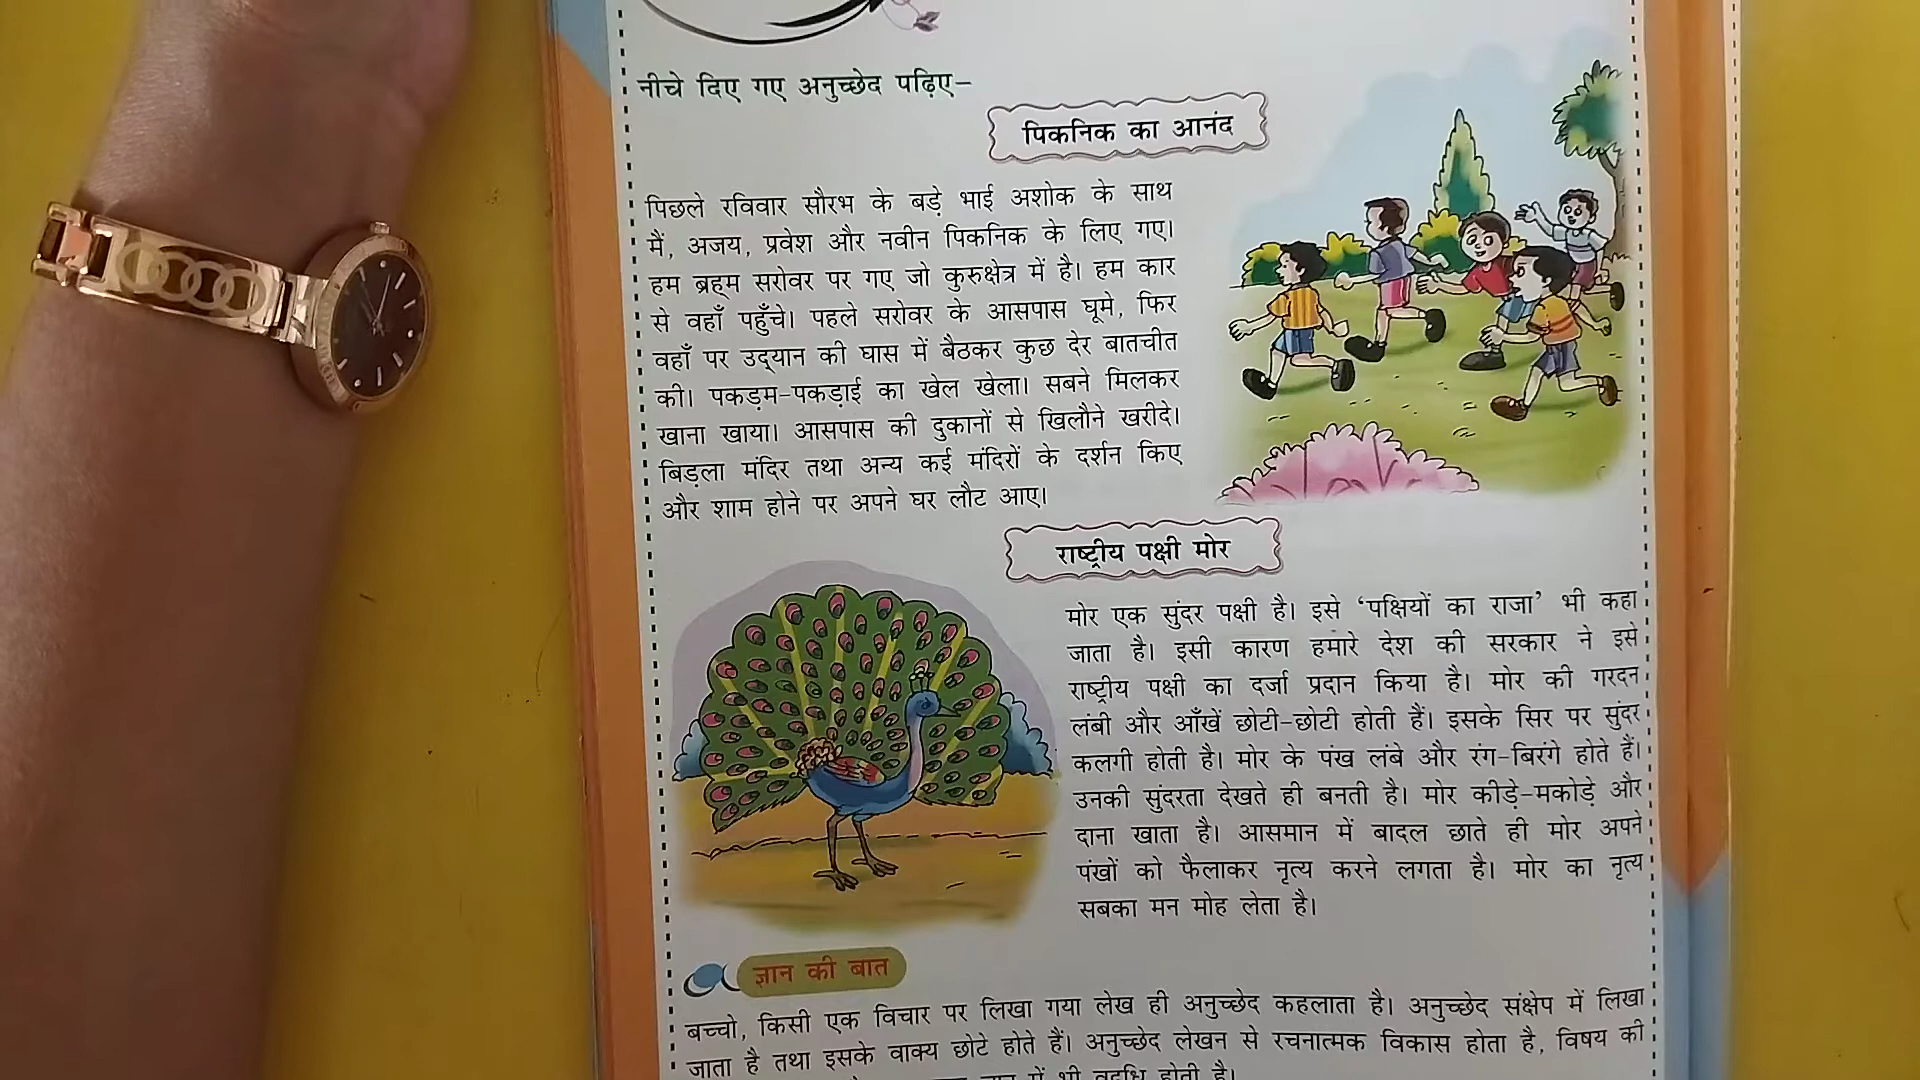 नीचे दिए गए अनुच्छेद पढ़िए–
पिकनिक का आनंद
पिछले रविवार सौरभ के बड़े भाई अशोक के साथ
मैं, अजय, प्रवेश और नवीन पिकनिक के लिए गए।
हम ब्रह्म सरोवर पर गए जो कुरुक्षेत्र में है। हम कार
से वहाँ पहुँचे। पहले सरोवर के आसपास घूमे, फिर
वहाँ पर उद्‌यान की घास में बैठकर कुछ देर बातचीत
की। पकड़म-पकड़ाई का खेल खेला। सबने मिलकर
खाना खाया। आसपास की दुकानों से खिलौने खरीदे।
बिड़ला मंदिर तथा अन्य कई मंदिरों के दर्शन किए
और शाम होने पर अपने घर लौट आए।
राष्ट्रीय पक्षी मोर
मोर एक सुंदर पक्षी है। इसे ‘पक्षियों का राजा’ भी कहा
जाता है। इसी कारण हमारे देश की सरकार ने इसे
राष्ट्रीय पक्षी का दर्जा प्रदान किया है। मोर की गरदन
लंबी और आँखें छोटी-छोटी होती हैं। इसके सिर पर सुंदर
कलगी होती है। मोर के पंख लंबे और रंग-बिरंगे होते हैं।
उनकी सुंदरता देखते ही बनती है। मोर कीड़े-मकोड़े और
दाना खाता है। आसमान में बादल छाते ही मोर अपने
पंखों को फैलाकर नृत्य करने लगता है। मोर का नृत्य
सबका मन मोह लेता है।
ज्ञान की बात
बच्चो, किसी एक विचार पर लिखा गया लेख ही अनुच्छेद कहलाता है। अनुच्छेद संक्षेप में लिखा
जाता है तथा इसके वाक्य छोटे होते हैं। अनुच्छेद लेखन से रचनात्मक विकास होता है, विषय की
में भी वृद्‌धि होती है।